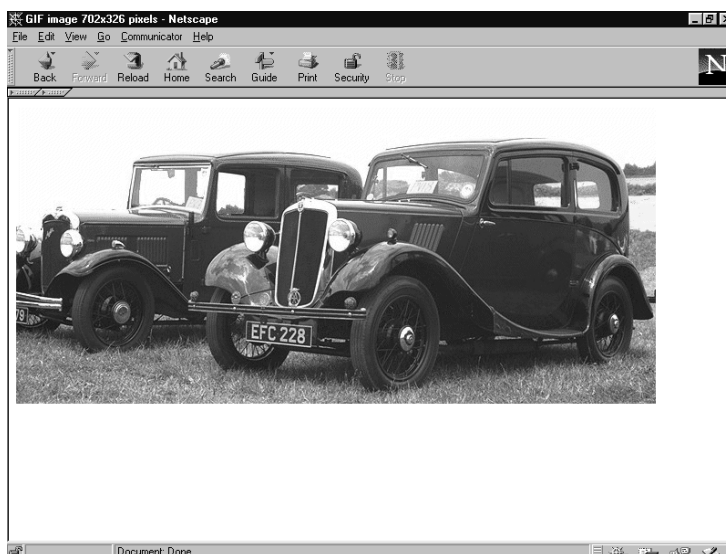 GIF image 702x326 pixels - Netscape
File Edit View Go Communicator Help
Back Forward Reload Home Search Guide Print Security Stop
N
EFC 228
79
Document: Done